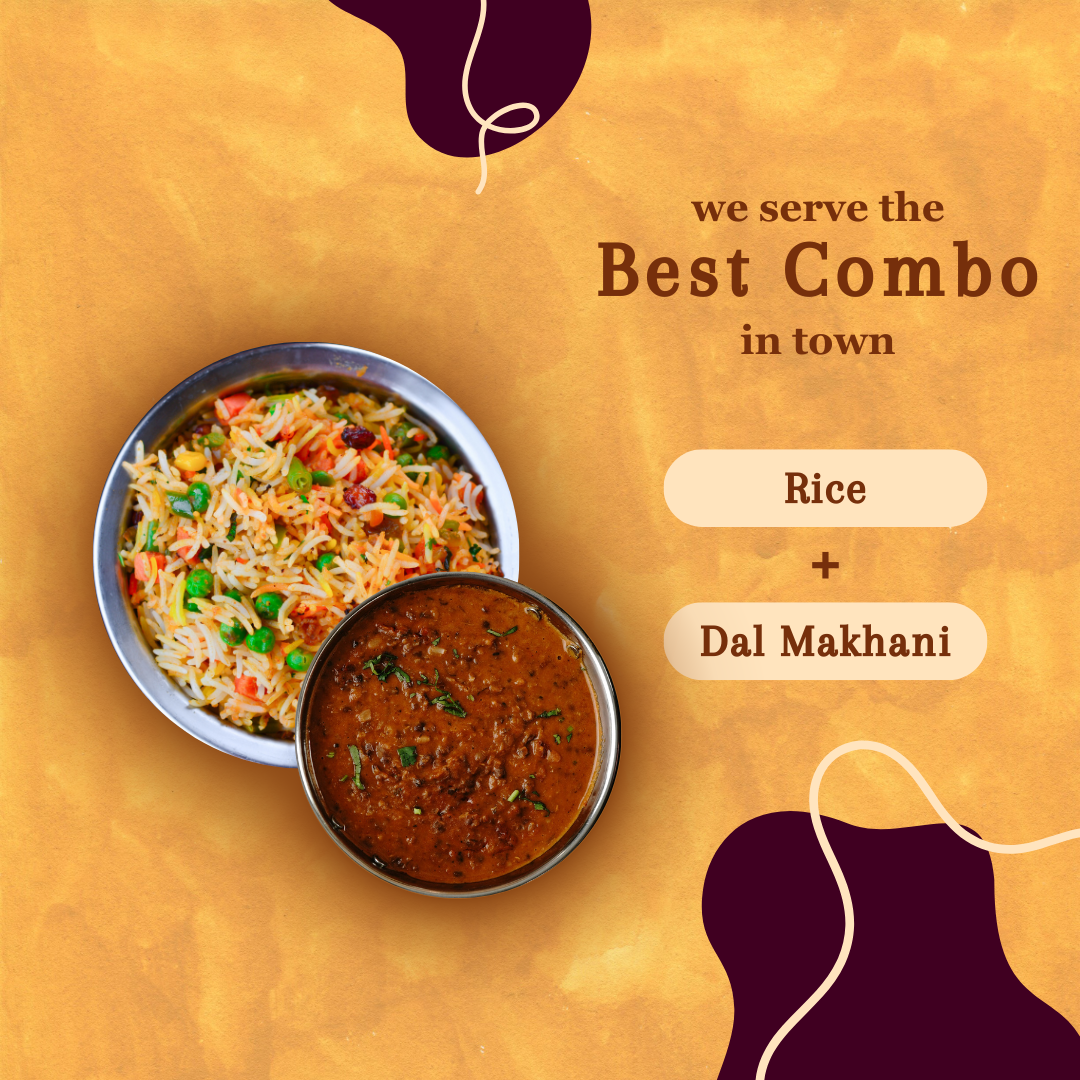 we serve the
Best Combo
in town
Rice
+
Dal Makhani